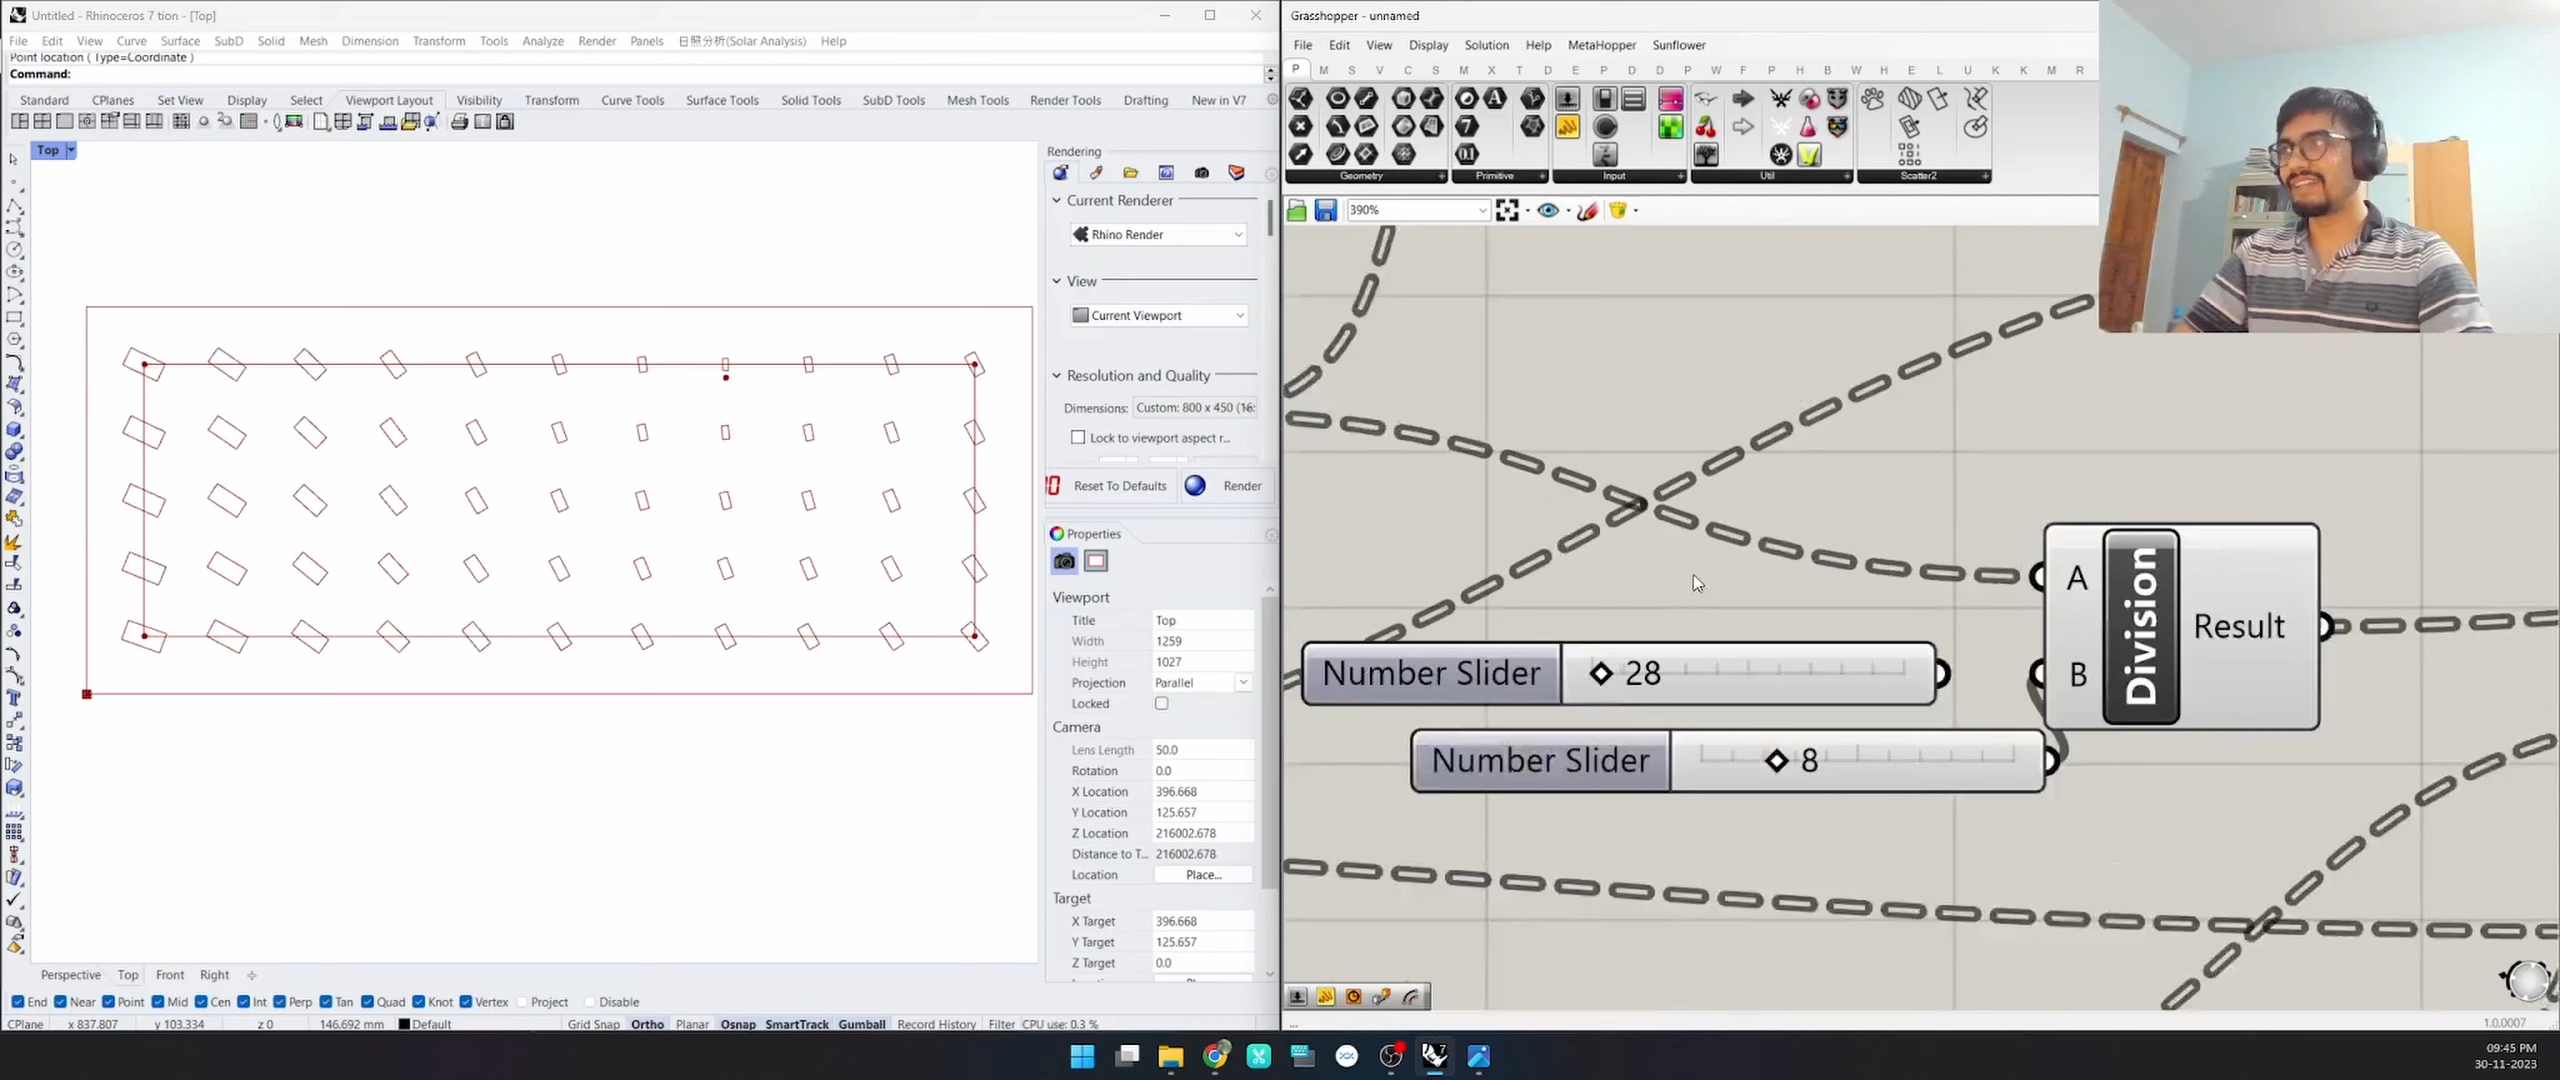 Untitled - Rhinoceros 7 tion - [Top]
File Edit View Curve Surface SubD Solid Mesh Dimension Transform Tools Analyze Render Panels 日照分析(Solar Analysis) Help
Point location ( Type=Coordinate )
Command:
Standard CPlanes Set View Display Select Viewport Layout Visibility Transform Curve Tools Surface Tools Solid Tools SubD Tools Mesh Tools Render Tools Drafting New in V7
Top
Rendering
Current Renderer
Rhino Render
View
Current Viewport
Resolution and Quality
Dimensions: Custom: 800 x 450 (16:
Lock to viewport aspect r...
Reset To Defaults Render
Properties
Viewport
Title Top
Width 1259
Height 1027
Projection Parallel
Locked
Camera
Lens Length 50.0
Rotation 0.0
X Location 396.668
Y Location 125.657
Z Location 216002.678
Distance to T... 216002.678
Location Place...
Target
X Target 396.668
Y Target 125.657
Z Target 0.0
Perspective Top Front Right
End Near Point Mid Cen Int Perp Tan Quad Knot Vertex Project Disable
CPlane x 837.807 y 103.334 z 0 146.692 mm Default Grid Snap Ortho Planar Osnap SmartTrack Gumball Record History Filter CPU use: 0.3 %
Grasshopper - unnamed
File Edit View Display Solution Help MetaHopper Sunflower
P M S V C S M X T D E P D D P W F P H B W H E L U K K M R
Geometry Primitive Input Util Scatter2
390%
A
B
Division
Result
Number Slider 28
Number Slider 8
...
1.0.0007
09:45 PM
30-11-2023